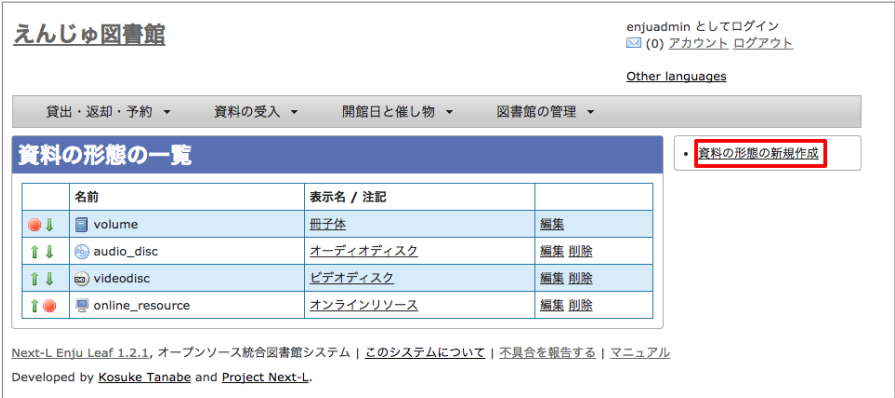 えんじゅ図書館
enjuadmin としてログイン
(0) アカウント ログアウト
Other languages
貸出・返却・予約 ▼ 資料の受入 ▼ 開館日と催し物 ▼ 図書館の管理 ▼
資料の形態の一覧
• 資料の形態の新規作成
名前 表示名 / 注記
volume 冊子体 編集
audio_disc オーディオディスク 編集 削除
videodisc ビデオディスク 編集 削除
online_resource オンラインリソース 編集 削除
Next-L Enju Leaf 1.2.1, オープンソース統合図書館システム | このシステムについて | 不具合を報告する | マニュアル
Developed by Kosuke Tanabe and Project Next-L.